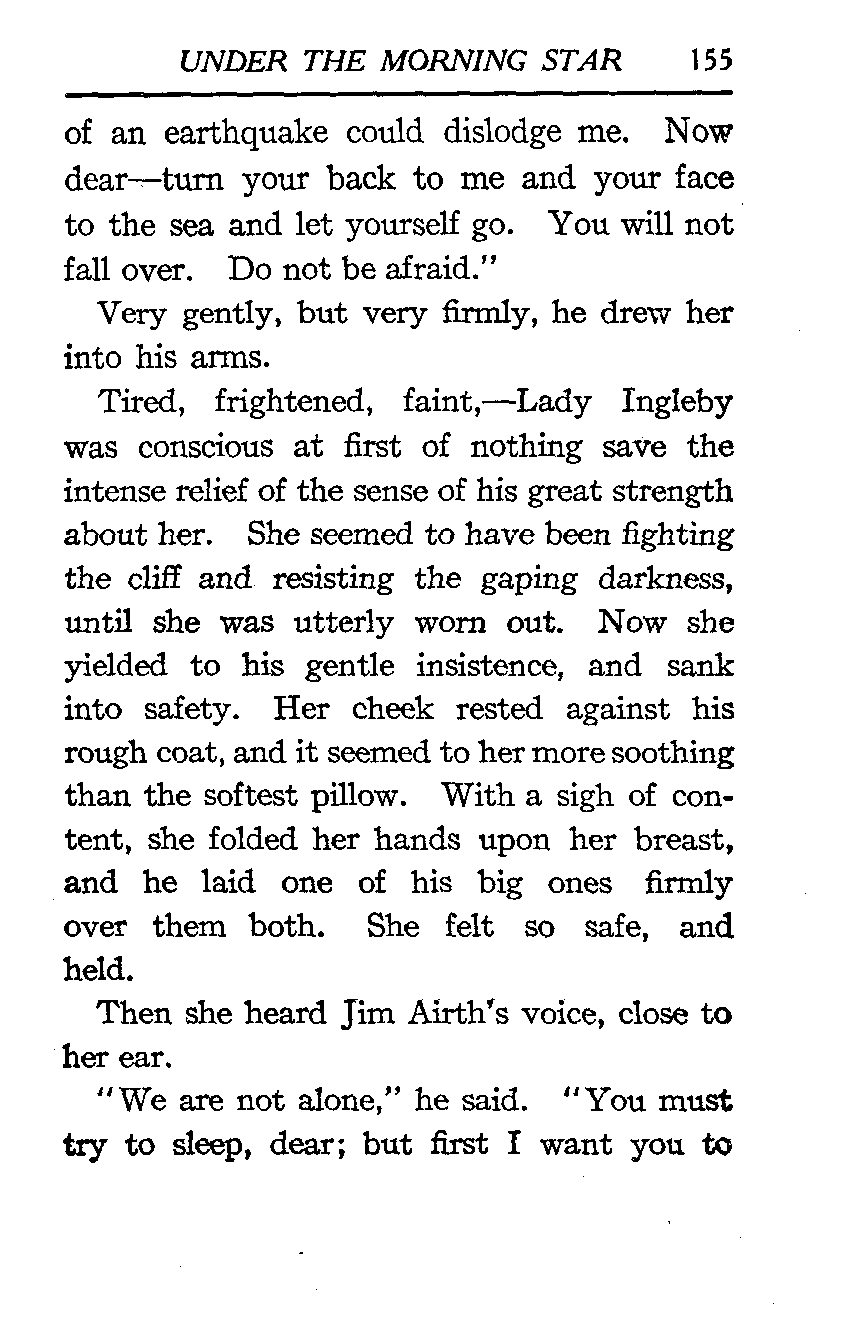 UNDER THE MORNING STAR 155
of an earthquake could dislodge me. Now
dear—turn your back to me and your face
to the sea and let yourself go. You will not
fall over. Do not be afraid."
Very gently, but very firmly, he drew her
into his arms.
Tired, frightened, faint,—Lady Ingleby
was conscious at first of nothing save the
intense relief of the sense of his great strength
about her. She seemed to have been fighting
the cliff and resisting the gaping darkness,
until she was utterly worn out. Now she
yielded to his gentle insistence, and sank
into safety. Her cheek rested against his
rough coat, and it seemed to her more soothing
than the softest pillow. With a sigh of con-
tent, she folded her hands upon her breast,
and he laid one of his big ones firmly
over them both. She felt so safe, and
held.
Then she heard Jim Airth's voice, close to
her ear.
"We are not alone," he said. "You must
try to sleep, dear; but first I want you to